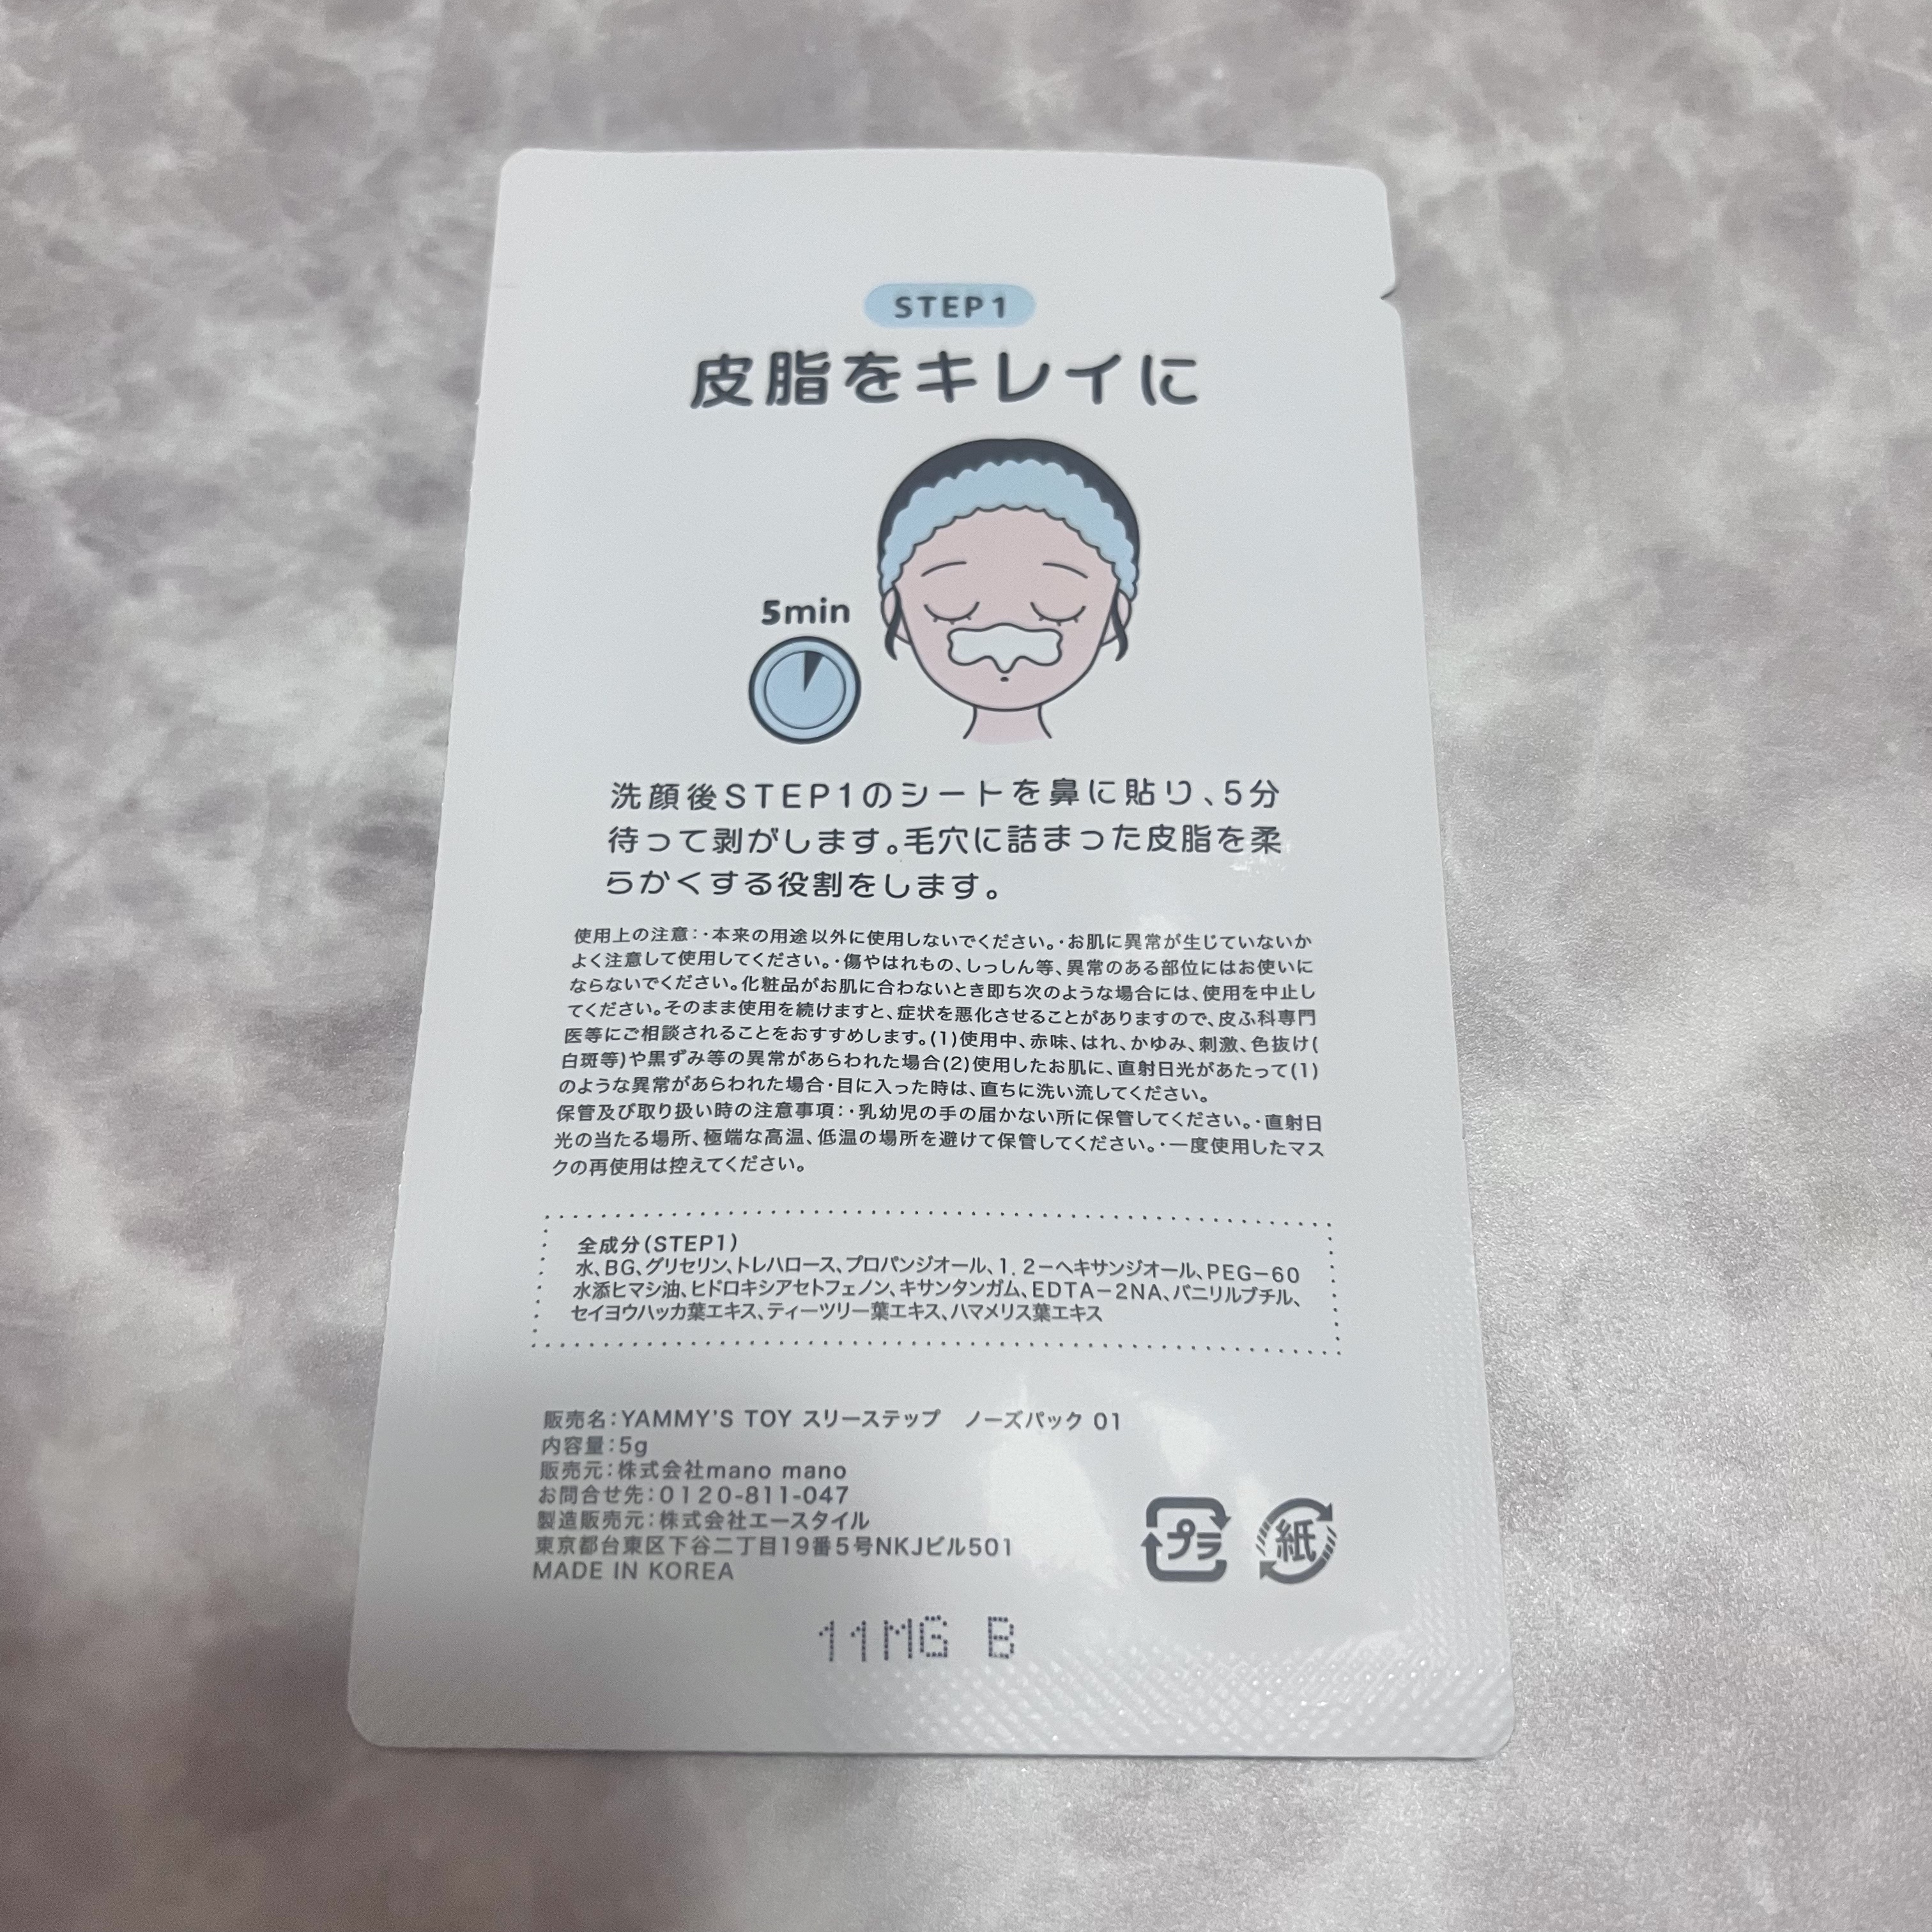 STEP1
皮脂をキレイに
5min
洗顔後STEP1のシートを鼻に貼り、5分
待って剥がします。毛穴に詰まった皮脂を柔
らかくする役割をします。
使用上の注意：・本来の用途以外に使用しないでください。・お肌に異常が生じていないか
よく注意して使用してください。・傷やはれもの、しっしん等、異常のある部位にはお使いに
ならないでください。化粧品がお肌に合わないとき即ち次のような場合には、使用を中止し
てください。そのまま使用を続けますと、症状を悪化させることがありますので、皮ふ科専門
医等にご相談されることをおすすめします。(1)使用中、赤味、はれ、かゆみ、刺激、色抜け(
白斑等)や黒ずみ等の異常があらわれた場合(2)使用したお肌に、直射日光があたって(1)
のような異常があらわれた場合・目に入った時は、直ちに洗い流してください。
保管及び取り扱い時の注意事項：・乳幼児の手の届かない所に保管してください。・直射日
光の当たる場所、極端な高温、低温の場所を避けて保管してください。・一度使用したマス
クの再使用は控えてください。
全成分(STEP1)
水、BG、グリセリン、トレハロース、プロパンジオール、1.2－ヘキサンジオール、PEG－60
水添ヒマシ油、ヒドロキシアセトフェノン、キサンタンガム、EDTA－2NA、バニリルブチル、
セイヨウハッカ葉エキス、ティーツリー葉エキス、ハマメリス葉エキス
販売名：YAMMY'S TOY スリーステップ　ノーズパック 01
内容量：5g
販売元：株式会社mano mano
お問合せ先：0120-811-047
製造販売元：株式会社エースタイル
東京都台東区下谷二丁目19番5号NKJビル501
MADE IN KOREA
プラ 紙
11MG B